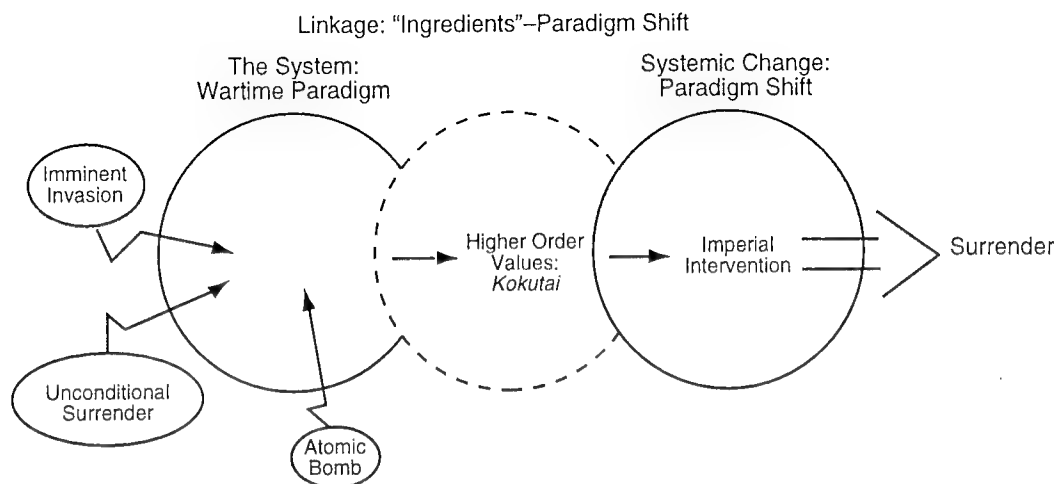 Linkage: “Ingredients”–Paradigm Shift
The System:
Wartime Paradigm
Systemic Change:
Paradigm Shift
Imminent
Invasion
Higher Order
Values:
Kokutai
Imperial
Intervention
Surrender
Unconditional
Surrender
Atomic
Bomb